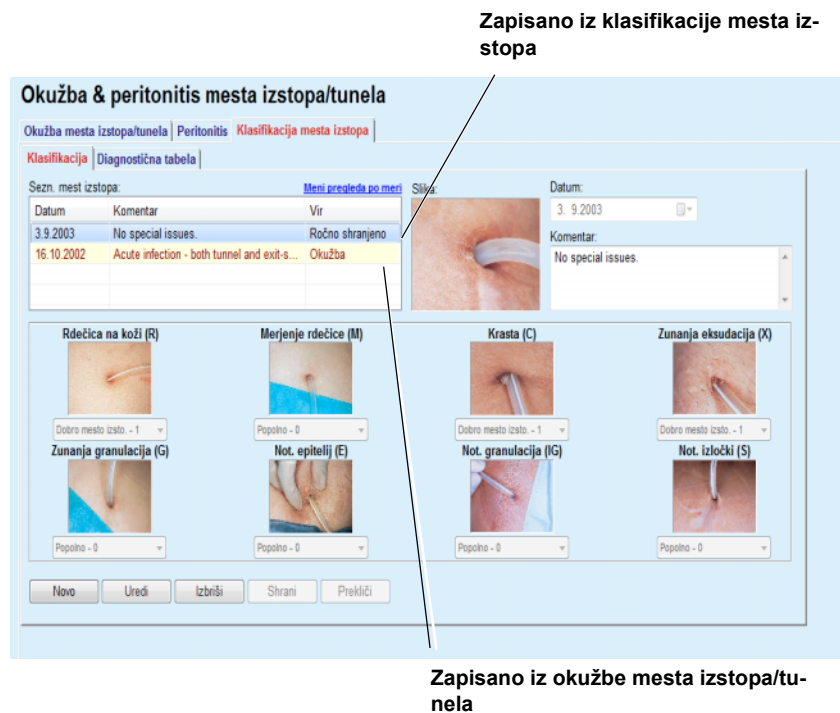 Zapisano iz klasifikacije mesta iz-
stopa
Okužba & peritonitis mesta izstopa/tunela
Okužba mesta izstopa/tunela Peritonitis Klasifikacija mesta izstopa
Klasifikacija Diagnostična tabela
Sezn. mest izstopa: Meni pregleda po meri Slika: Datum:
Datum Komentar Vir 3. 9.2003
3.9.2003 No special issues. Ročno shranjeno Komentar:
16.10.2002 Acute infection - both tunnel and exit-s... Okužba No special issues.
Rdečica na koži (R) Merjenje rdečice (M) Krasta (C) Zunanja eksudacija (X)
Dobro mesto izsto. - 1 Popolno - 0 Dobro mesto izsto. - 1 Dobro mesto izsto. - 1
Zunanja granulacija (G) Not. epitelij (E) Not. granulacija (IG) Not. izločki (S)
Popolno - 0 Popolno - 0 Popolno - 0 Popolno - 0
Novo Uredi Izbriši Shrani Prekliči
Zapisano iz okužbe mesta izstopa/tu-
nela